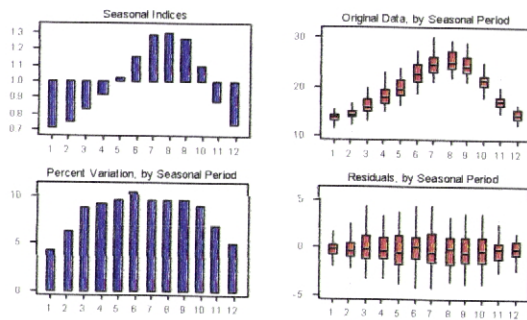 Seasonal Indices
1.3
1.2
1.1
1.0
0.9
0.8
0.7
1 2 3 4 5 6 7 8 9 10 11 12
Original Data, by Seasonal Period
30
20
10
1 2 3 4 5 6 7 8 9 10 11 12
Percent Variation, by Seasonal Period
10
5
0
1 2 3 4 5 6 7 8 9 10 11 12
Residuals, by Seasonal Period
5
0
-5
1 2 3 4 5 6 7 8 9 10 11 12